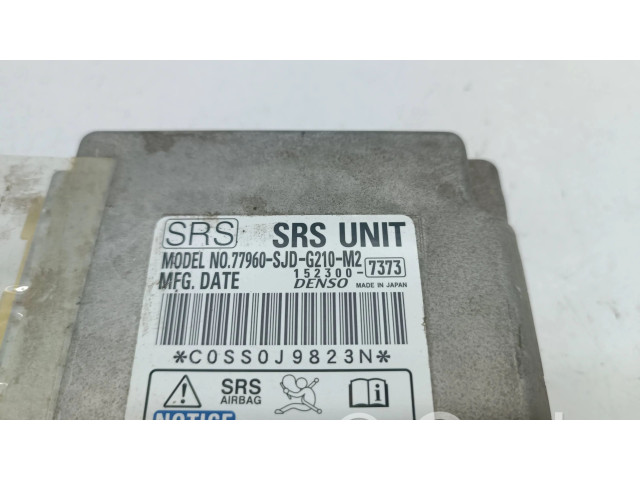 SRS SRS UNIT
MODEL NO.77960-SJD-G210-M2
MFG. DATE 152300-7373
DENSO MADE IN JAPAN
*C0SS0J9823N*
SRS
AIRBAG
NOTICE